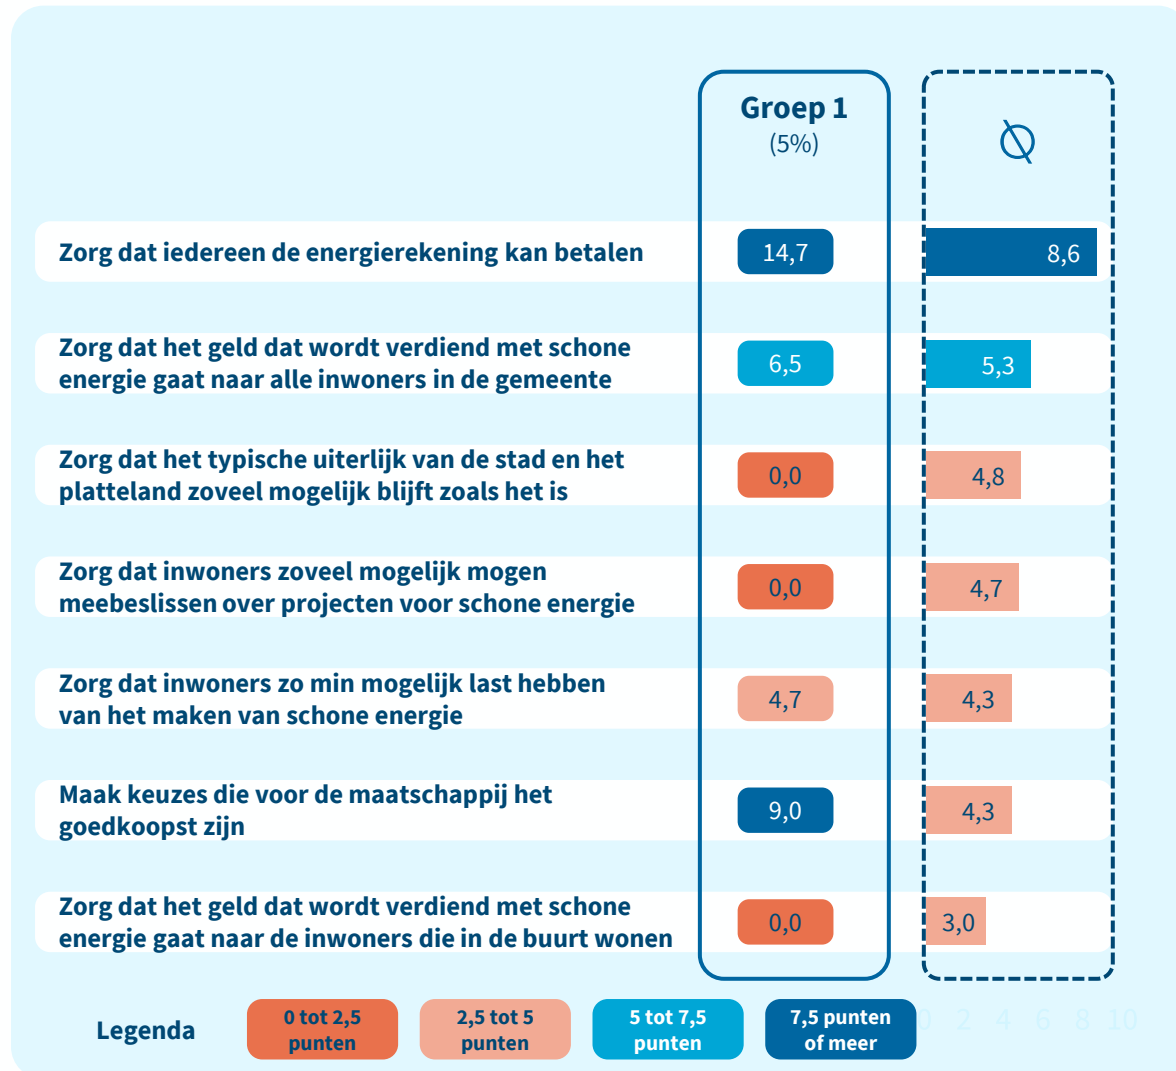 Groep 1
(5%)
Ø
Zorg dat iedereen de energierekening kan betalen
14,7
8,6
Zorg dat het geld dat wordt verdiend met schone
energie gaat naar alle inwoners in de gemeente
6,5
5,3
Zorg dat het typische uiterlijk van de stad en het
platteland zoveel mogelijk blijft zoals het is
0,0
4,8
Zorg dat inwoners zoveel mogelijk mogen
meebeslissen over projecten voor schone energie
0,0
4,7
Zorg dat inwoners zo min mogelijk last hebben
van het maken van schone energie
4,7
4,3
Maak keuzes die voor de maatschappij het
goedkoopst zijn
9,0
4,3
Zorg dat het geld dat wordt verdiend met schone
energie gaat naar de inwoners die in de buurt wonen
0,0
3,0
Legenda
0 tot 2,5
punten
2,5 tot 5
punten
5 tot 7,5
punten
7,5 punten
of meer
0 2 4 6 8 10